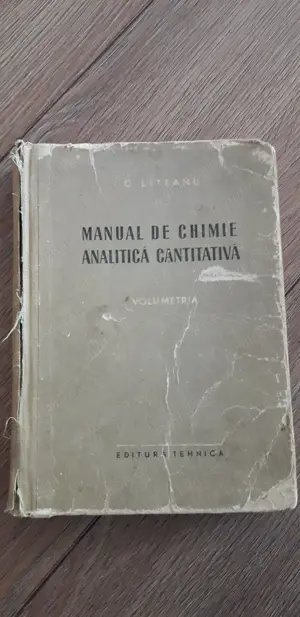 C. LITEANU
MANUAL DE CHIMIE
ANALITICĂ CANTITATIVĂ
VOLUMETRIA
EDITURA TEHNICĂ